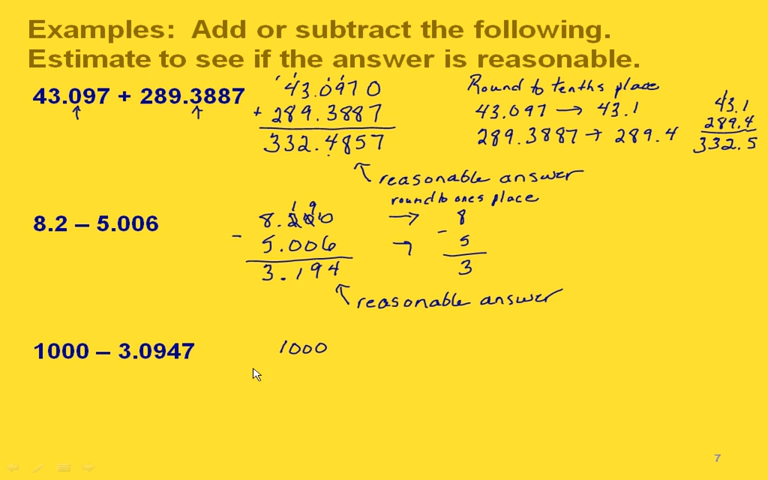 Examples: Add or subtract the following.
Estimate to see if the answer is reasonable.
43.097 + 289.3887
43.0970
+ 289.3887
332.4857
reasonable answer
Round to tenths place
43.097 → 43.1
289.3887 → 289.4
43.1
289.4
332.5
8.2 – 5.006
8.200
- 5.006
3.194
reasonable answer
round to ones place
→ 8
- 5
3
1000 – 3.0947
1000
7